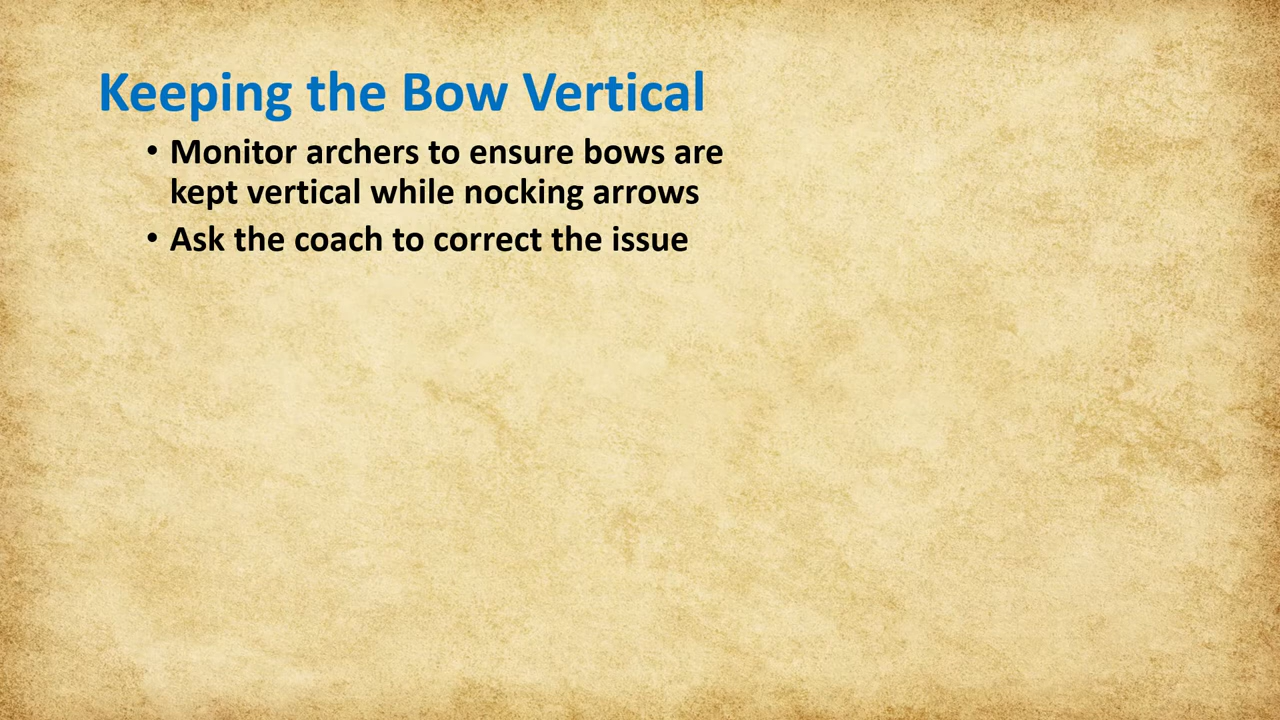 Keeping the Bow Vertical
• Monitor archers to ensure bows are
kept vertical while nocking arrows
• Ask the coach to correct the issue